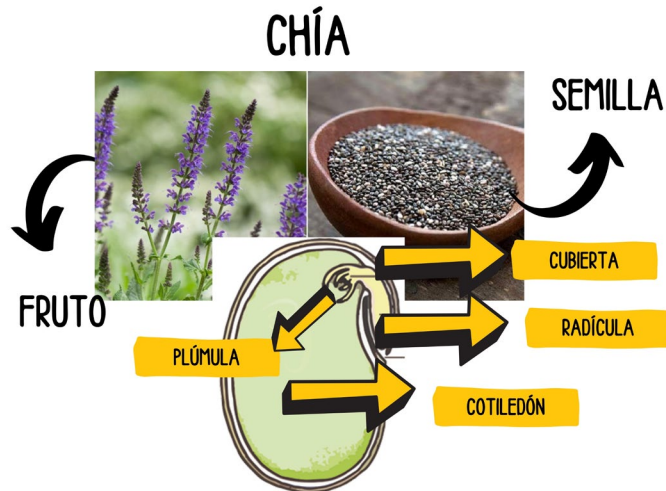 CHÍA
SEMILLA
FRUTO
CUBIERTA
RADÍCULA
PLÚMULA
COTILEDÓN